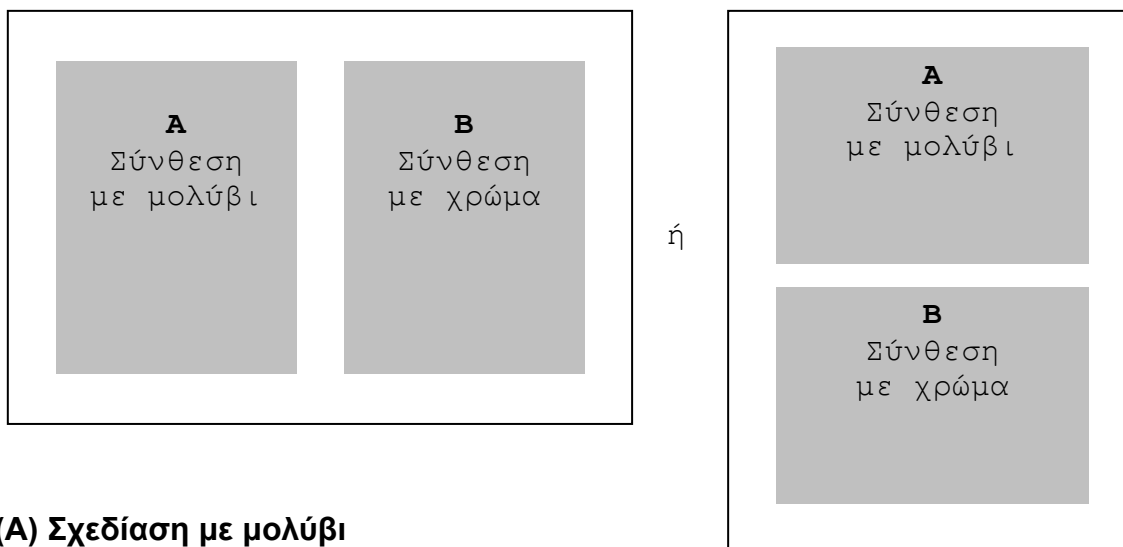 Α
Σύνθεση
με μολύβι
Β
Σύνθεση
με χρώμα
ή
Α
Σύνθεση
με μολύβι
Β
Σύνθεση
με χρώμα
(Α) Σχεδίαση με μολύβι